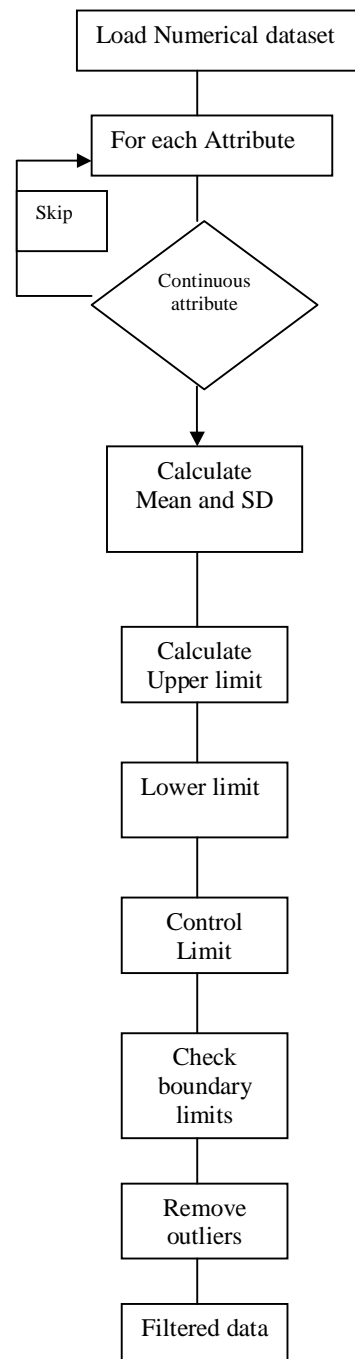 Load Numerical dataset
For each Attribute
Skip
Continuous
attribute
Calculate
Mean and SD
Calculate
Upper limit
Lower limit
Control
Limit
Check
boundary
limits
Remove
outliers
Filtered data